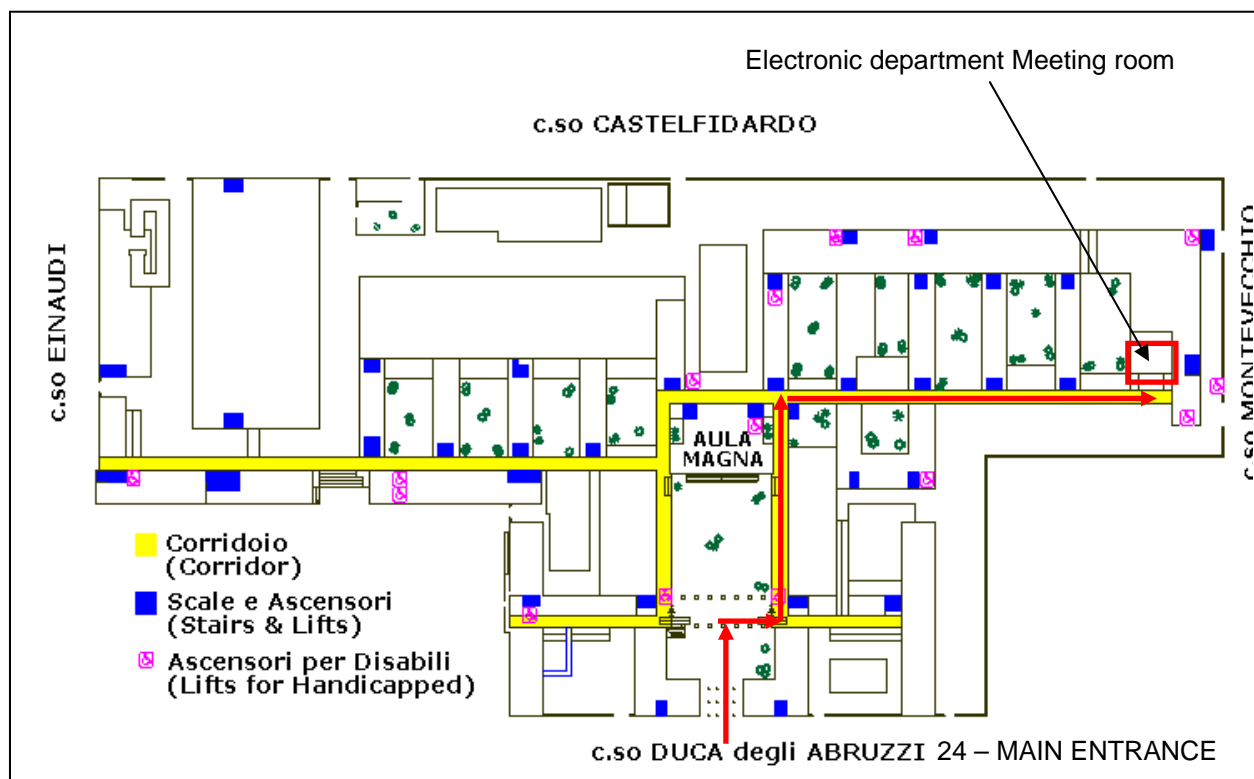 Electronic department Meeting room
c.so CASTELFIDARDO
c.so EINAUDI
c.so MONTEVECCHIO
AULA
MAGNA
Corridoio
(Corridor)
Scale e Ascensori
(Stairs & Lifts)
Ascensori per Disabili
(Lifts for Handicapped)
c.so DUCA degli ABRUZZI 24 – MAIN ENTRANCE